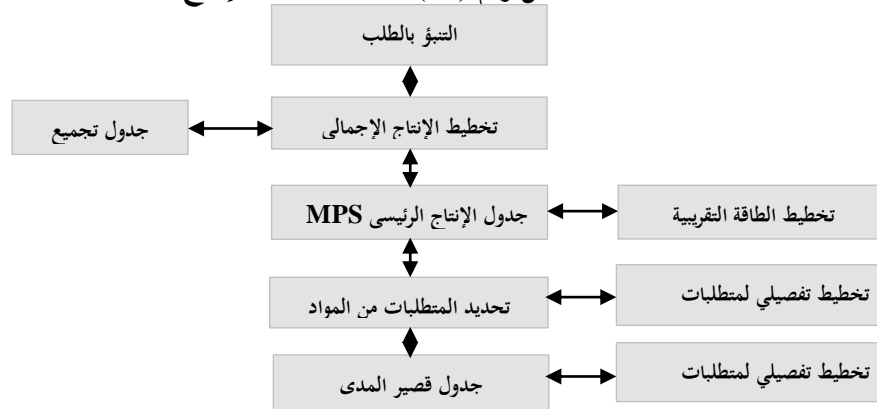 التنبؤ بالطلب
تخطيط الإنتاج الإجمالى
جدول تجميع
جدول الإنتاج الرئيسى MPS
تخطيط الطاقة التقريبية
تحديد المتطلبات من المواد
تخطيط تفصيلي لمتطلبات
جدول قصير المدى
تخطيط تفصيلي لمتطلبات